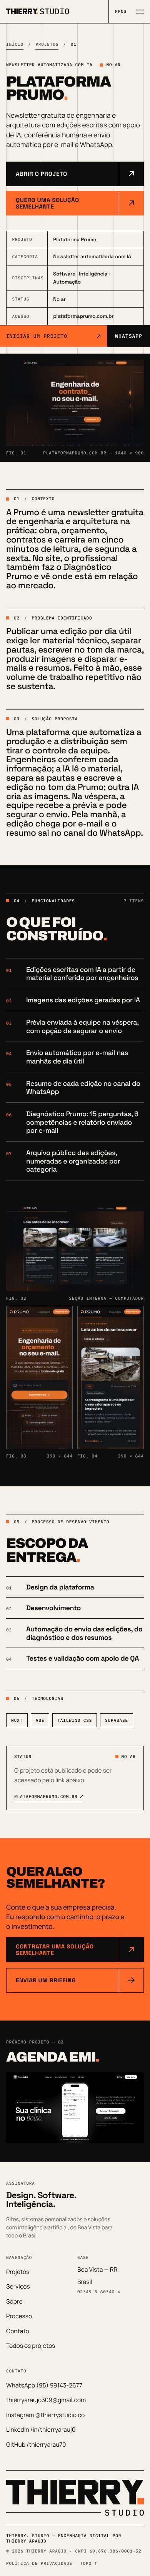 THIERRY.STUDIO
MENU
INÍCIO / PROJETOS / 01
NEWSLETTER AUTOMATIZADA COM IA NO AR
PLATAFORMA
PRUMO.
Newsletter gratuita de engenharia e
arquitetura com edições escritas com apoio
de IA, conferência humana e envio
automático por e-mail e WhatsApp.
ABRIR O PROJETO
QUERO UMA SOLUÇÃO
SEMELHANTE
PROJETO Plataforma Prumo
CATEGORIA Newsletter automatizada com IA
DISCIPLINAS Software · Inteligência ·
Automação
STATUS No ar
ACESSO plataformaprumo.com.br
INICIAR UM PROJETO
WHATSAPP
Engenharia de
contrato_
no seu e-mail.
FIG. 01 PLATAFORMAPRUMO.COM.BR — 1440 × 900
01 / CONTEXTO
A Prumo é uma newsletter gratuita
de engenharia e arquitetura na
prática: obra, orçamento,
contratos e carreira em cinco
minutos de leitura, de segunda a
sexta. No site, o profissional
também faz o Diagnóstico
Prumo e vê onde está em relação
ao mercado.
02 / PROBLEMA IDENTIFICADO
Publicar uma edição por dia útil
exige ler material técnico, separar
pautas, escrever no tom da marca,
produzir imagens e disparar e-
mails e resumos. Feito à mão, esse
volume de trabalho repetitivo não
se sustenta.
03 / SOLUÇÃO PROPOSTA
Uma plataforma que automatiza a
produção e a distribuição sem
tirar o controle da equipe.
Engenheiros conferem cada
informação; a IA lê o material,
separa as pautas e escreve a
edição no tom da Prumo; outra IA
cria as imagens. Na véspera, a
equipe recebe a prévia e pode
segurar o envio. Pela manhã, a
edição chega por e-mail e o
resumo sai no canal do WhatsApp.
04 / FUNCIONALIDADES 7 ITENS
O QUE FOI
CONSTRUÍDO.
01 Edições escritas com IA a partir de
material conferido por engenheiros
02 Imagens das edições geradas por IA
03 Prévia enviada à equipe na véspera,
com opção de segurar o envio
04 Envio automático por e-mail nas
manhãs de dia útil
05 Resumo de cada edição no canal do
WhatsApp
06 Diagnóstico Prumo: 15 perguntas, 6
competências e relatório enviado
por e-mail
07 Arquivo público das edições,
numeradas e organizadas por
categoria
Leia antes de se inscrever
FIG. 02 SEÇÃO INTERNA — COMPUTADOR
Engenharia de
orçamento
no seu e-mail.
Leia antes de se inscrever
FIG. 03 390 × 844
FIG. 04 390 × 844
05 / PROCESSO DE DESENVOLVIMENTO
ESCOPO DA
ENTREGA.
01 Design da plataforma
02 Desenvolvimento
03 Automação do envio das edições, do
diagnóstico e dos resumos
04 Testes e validação com apoio de QA
06 / TECNOLOGIAS
NUXT
VUE
TAILWIND CSS
SUPABASE
STATUS NO AR
O projeto está publicado e pode ser
acessado pelo link abaixo.
PLATAFORMAPRUMO.COM.BR ↗
QUER ALGO
SEMELHANTE?
Conte o que a sua empresa precisa.
Eu respondo com o caminho, o prazo e
o investimento.
CONTRATAR UMA SOLUÇÃO
SEMELHANTE
ENVIAR UM BRIEFING
PRÓXIMO PROJETO — 02
AGENDA EMI.
Sua clínica
no Bolso
ASSINATURA
Design. Software.
Inteligência.
Sites, sistemas personalizados e soluções
com inteligência artificial, de Boa Vista para
todo o Brasil.
NAVEGAÇÃO
Projetos
Serviços
Sobre
Processo
Contato
Todos os projetos
BASE
Boa Vista — RR
Brasil
02°49′N 60°40′W
CONTATO
WhatsApp (95) 99143-2677
thierryaraujo309@gmail.com
Instagram @thierrystudio.co
LinkedIn /in/thierryarauj0
GitHub /thierryarau70
THIERRY.
STUDIO
THIERRY. STUDIO — ENGENHARIA DIGITAL POR
THIERRY ARAÚJO
© 2026 THIERRY ARAÚJO · CNPJ 69.676.386/0001-52
POLÍTICA DE PRIVACIDADE TOPO ↑